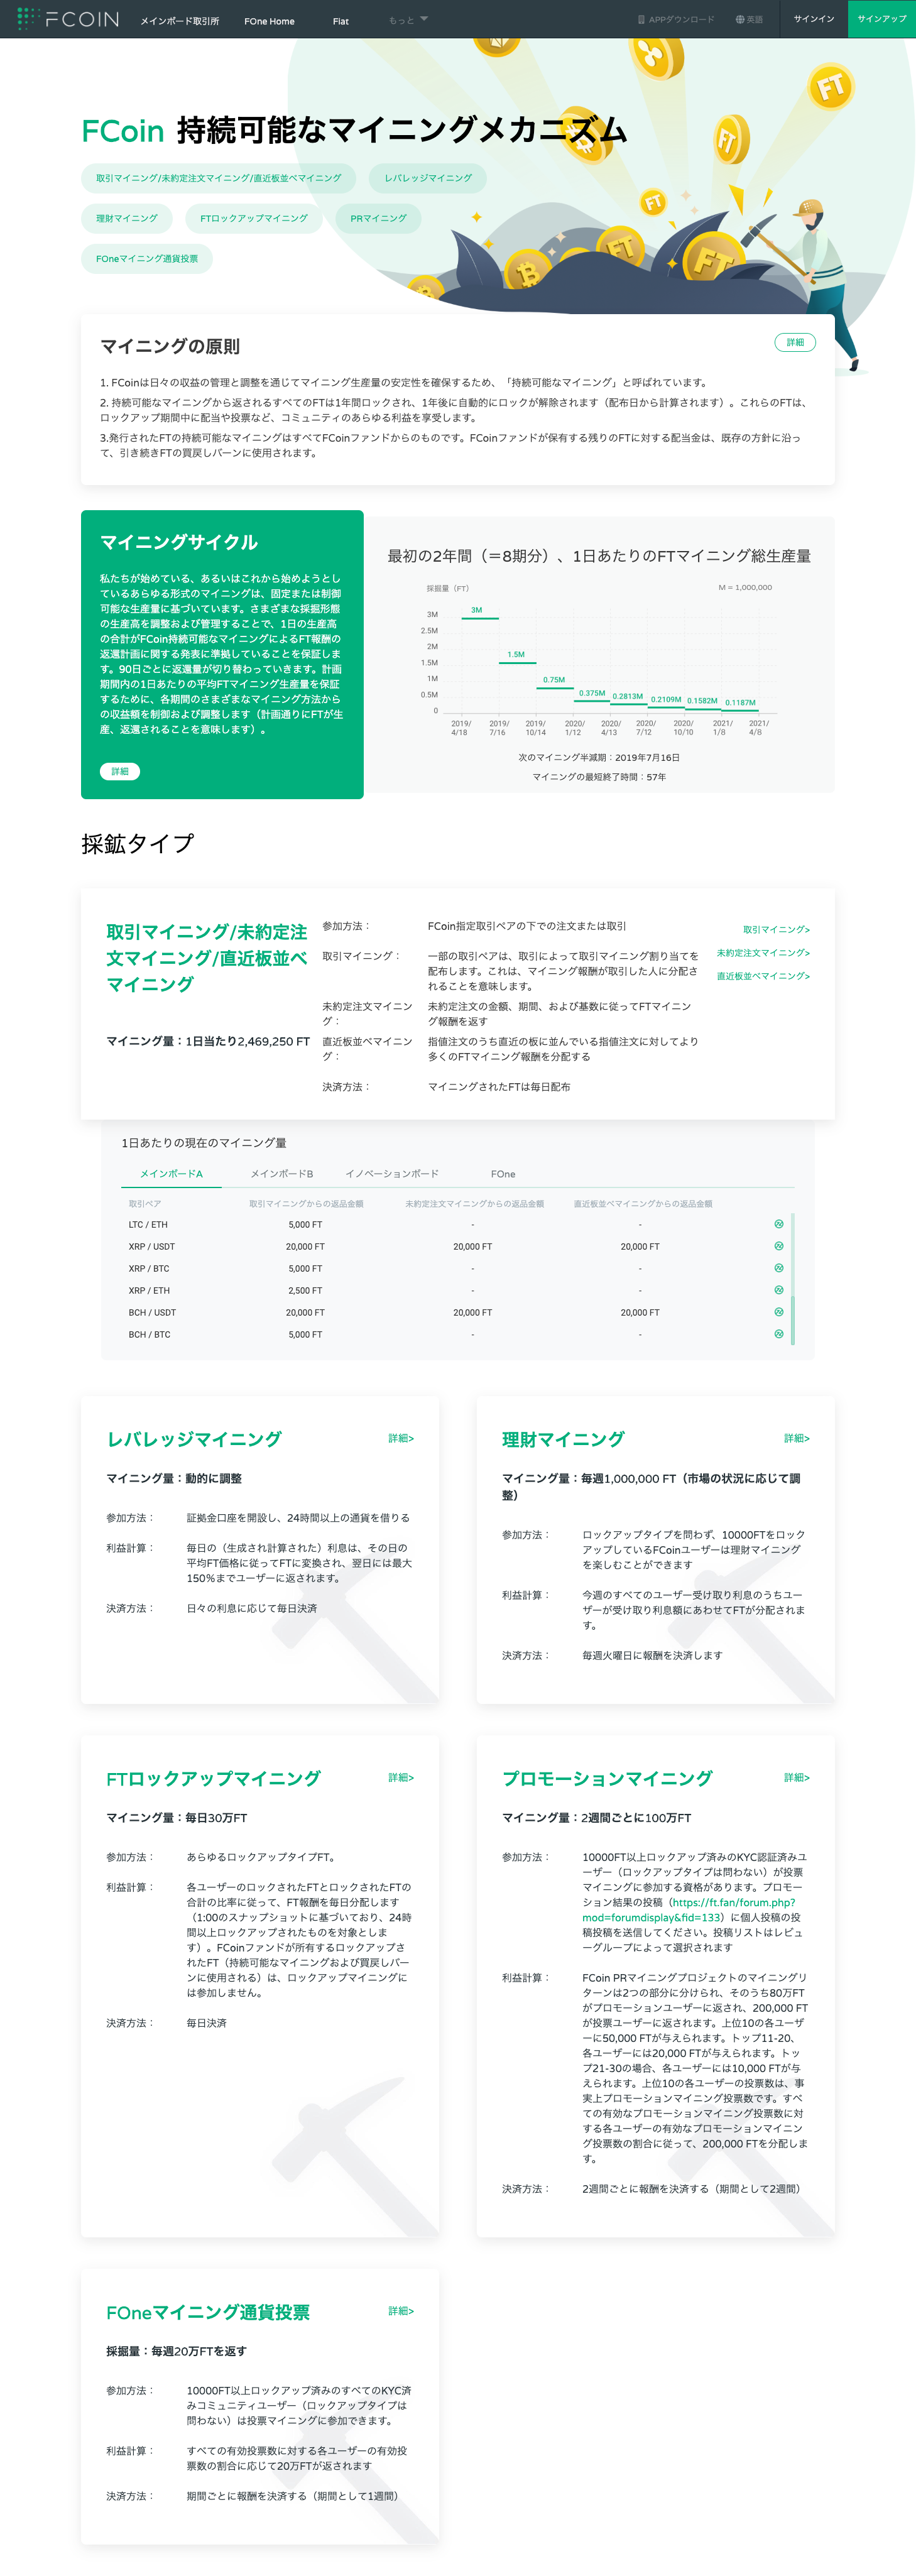 FCOIN
メインボード取引所
FOne Home
Fiat
もっと
APPダウンロード
英語
サインイン
サインアップ
FCoin 持続可能なマイニングメカニズム
取引マイニング/未約定注文マイニング/直近板並べマイニング
レバレッジマイニング
理財マイニング
FTロックアップマイニング
PRマイニング
FOneマイニング通貨投票
FT
FT
FT
FT
FT
マイニングの原則
詳細
1. FCoinは日々の収益の管理と調整を通じてマイニング生産量の安定性を確保するため、「持続可能なマイニング」と呼ばれています。
2. 持続可能なマイニングから返されるすべてのFTは1年間ロックされ、1年後に自動的にロックが解除されます（配布日から計算されます）。これらのFTは、
ロックアップ期間中に配当や投票など、コミュニティのあらゆる利益を享受します。
3.発行されたFTの持続可能なマイニングはすべてFCoinファンドからのものです。FCoinファンドが保有する残りのFTに対する配当金は、既存の方針に沿っ
て、引き続きFTの買戻しバーンに使用されます。
マイニングサイクル
私たちが始めている、あるいはこれから始めようとし
ているあらゆる形式のマイニングは、固定または制御
可能な生産量に基づいています。さまざまな採掘形態
の生産高を調整および管理することで、1日の生産高
の合計がFCoin持続可能なマイニングによるFT報酬の
返還計画に関する発表に準拠していることを保証しま
す。90日ごとに返還量が切り替わっていきます。計画
期間内の1日あたりの平均FTマイニング生産量を保証
するために、各期間のさまざまなマイニング方法から
の収益額を制御および調整します（計画通りにFTが生
産、返還されることを意味します）。
詳細
最初の2年間（＝8期分）、1日あたりのFTマイニング総生産量
採掘量（FT）
M = 1,000,000
3M
2.5M
2M
1.5M
1M
0.5M
0
3M
1.5M
0.75M
0.375M
0.2813M
0.2109M
0.1582M
0.1187M
2019/
4/18
2019/
7/16
2019/
10/14
2020/
1/12
2020/
4/13
2020/
7/12
2020/
10/10
2021/
1/8
2021/
4/8
次のマイニング半減期：2019年7月16日
マイニングの最短終了時間：57年
採鉱タイプ
取引マイニング/未約定注
文マイニング/直近板並べ
マイニング
マイニング量：1日当たり2,469,250 FT
参加方法：
FCoin指定取引ペアの下での注文または取引
取引マイニング：
一部の取引ペアは、取引によって取引マイニング割り当てを
配布します。これは、マイニング報酬が取引した人に分配さ
れることを意味します。
未約定注文マイニン
グ：
未約定注文の金額、期間、および基数に従ってFTマイニン
グ報酬を返す
直近板並べマイニン
グ：
指値注文のうち直近の板に並んでいる指値注文に対してより
多くのFTマイニング報酬を分配する
決済方法：
マイニングされたFTは毎日配布
取引マイニング>
未約定注文マイニング>
直近板並べマイニング>
1日あたりの現在のマイニング量
メインボードA
メインボードB
イノベーションボード
FOne
取引ペア
取引マイニングからの返品金額
未約定注文マイニングからの返品金額
直近板並べマイニングからの返品金額
LTC / ETH 5,000 FT - -
XRP / USDT 20,000 FT 20,000 FT 20,000 FT
XRP / BTC 5,000 FT - -
XRP / ETH 2,500 FT - -
BCH / USDT 20,000 FT 20,000 FT 20,000 FT
BCH / BTC 5,000 FT - -
レバレッジマイニング
詳細>
マイニング量：動的に調整
参加方法：
証拠金口座を開設し、24時間以上の通貨を借りる
利益計算：
毎日の（生成され計算された）利息は、その日の
平均FT価格に従ってFTに変換され、翌日には最大
150%までユーザーに返されます。
決済方法：
日々の利息に応じて毎日決済
理財マイニング
詳細>
マイニング量：毎週1,000,000 FT（市場の状況に応じて調
整）
参加方法：
ロックアップタイプを問わず、10000FTをロック
アップしているFCoinユーザーは理財マイニング
を楽しむことができます
利益計算：
今週のすべてのユーザー受け取り利息のうちユー
ザーが受け取り利息額にあわせてFTが分配されま
す。
決済方法：
毎週火曜日に報酬を決済します
FTロックアップマイニング
詳細>
マイニング量：毎日30万FT
参加方法：
あらゆるロックアップタイプFT。
利益計算：
各ユーザーのロックされたFTとロックされたFTの
合計の比率に従って、FT報酬を毎日分配します
（1:00のスナップショットに基づいており、24時
間以上ロックアップされたものを対象としま
す）。FCoinファンドが所有するロックアップさ
れたFT（持続可能なマイニングおよび買戻しバー
ンに使用される）は、ロックアップマイニングに
は参加しません。
決済方法：
毎日決済
プロモーションマイニング
詳細>
マイニング量：2週間ごとに100万FT
参加方法：
10000FT以上ロックアップ済みのKYC認証済みユ
ーザー（ロックアップタイプは問わない）が投票
マイニングに参加する資格があります。プロモー
ション結果の投稿（https://ft.fan/forum.php?
mod=forumdisplay&fid=133）に個人投稿の投
稿投稿を送信してください。投稿リストはレビュ
ーグループによって選択されます
利益計算：
FCoin PRマイニングプロジェクトのマイニングリ
ターンは2つの部分に分けられ、そのうち80万FT
がプロモーションユーザーに返され、200,000 FT
が投票ユーザーに返されます。上位10の各ユーザ
ーに50,000 FTが与えられます。トップ11-20、
各ユーザーには20,000 FTが与えられます。トッ
プ21-30の場合、各ユーザーには10,000 FTが与
えられます。上位10の各ユーザーの投票数は、事
実上プロモーションマイニング投票数です。すべ
ての有効なプロモーションマイニング投票数に対
する各ユーザーの有効なプロモーションマイニン
グ投票数の割合に従って、200,000 FTを分配しま
す。
決済方法：
2週間ごとに報酬を決済する（期間として2週間）
FOneマイニング通貨投票
詳細>
採掘量：毎週20万FTを返す
参加方法：
10000FT以上ロックアップ済みのすべてのKYC済
みコミュニティユーザー（ロックアップタイプは
問わない）は投票マイニングに参加できます。
利益計算：
すべての有効投票数に対する各ユーザーの有効投
票数の割合に応じて20万FTが返されます
決済方法：
期間ごとに報酬を決済する（期間として1週間）